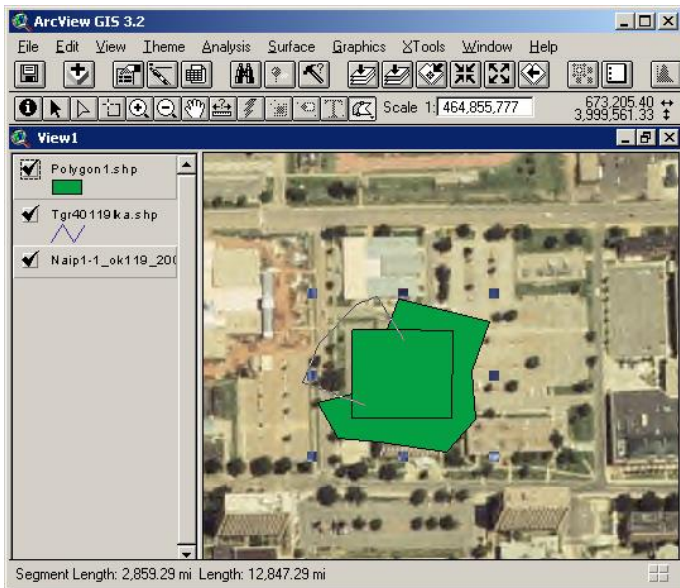 ArcView GIS 3.2
File Edit View Theme Analysis Surface Graphics XTools Window Help
Scale 1: 464,855,777
673,205.40
3,999,561.33
View1
Polygon1.shp
Tgr40119lka.shp
Naip1-1_ok119_200
Segment Length: 2,859.29 mi Length: 12,847.29 mi